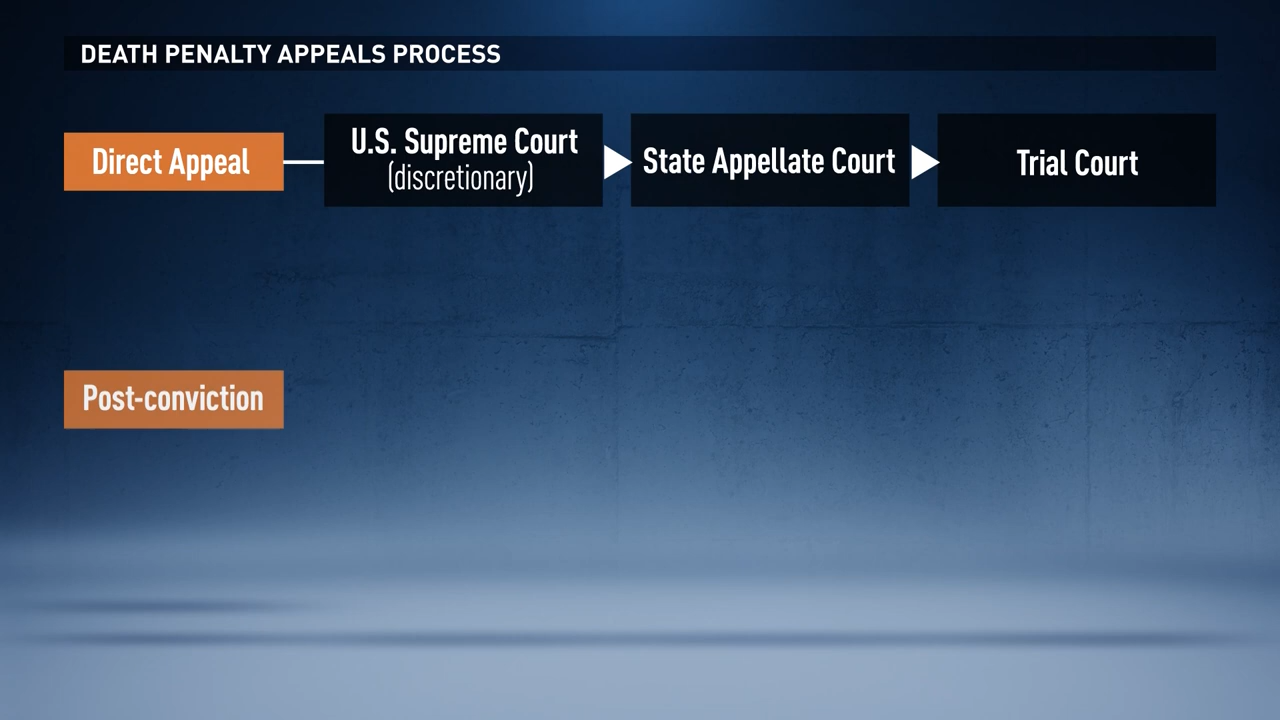 DEATH PENALTY APPEALS PROCESS
Direct Appeal
U.S. Supreme Court
(discretionary)
State Appellate Court
Trial Court
Post-conviction